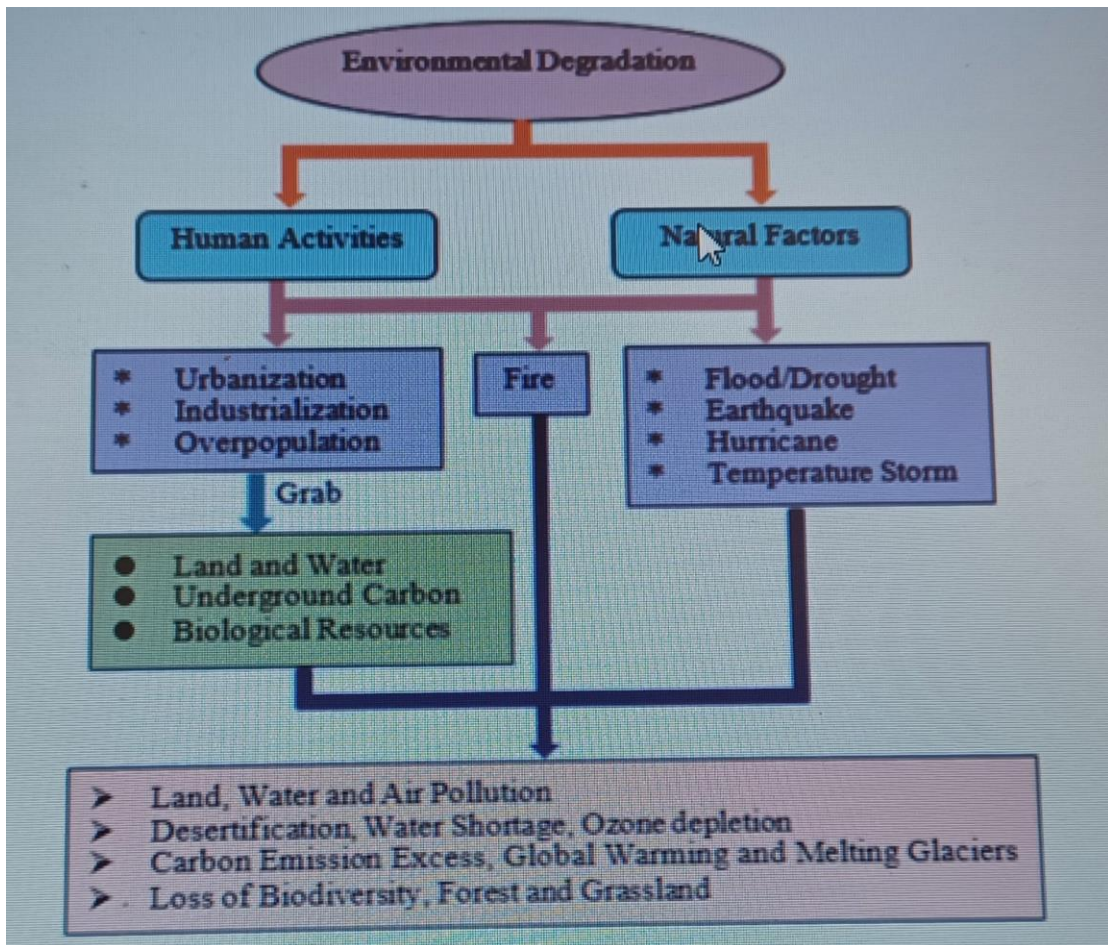 Environmental Degradation
Human Activities
Natural Factors
* Urbanization
* Industrialization
* Overpopulation
Fire
* Flood/Drought
* Earthquake
* Hurricane
* Temperature Storm
Grab
● Land and Water
● Underground Carbon
● Biological Resources
➤ Land, Water and Air Pollution
➤ Desertification, Water Shortage, Ozone depletion
➤ Carbon Emission Excess, Global Warming and Melting Glaciers
➤ Loss of Biodiversity, Forest and Grassland